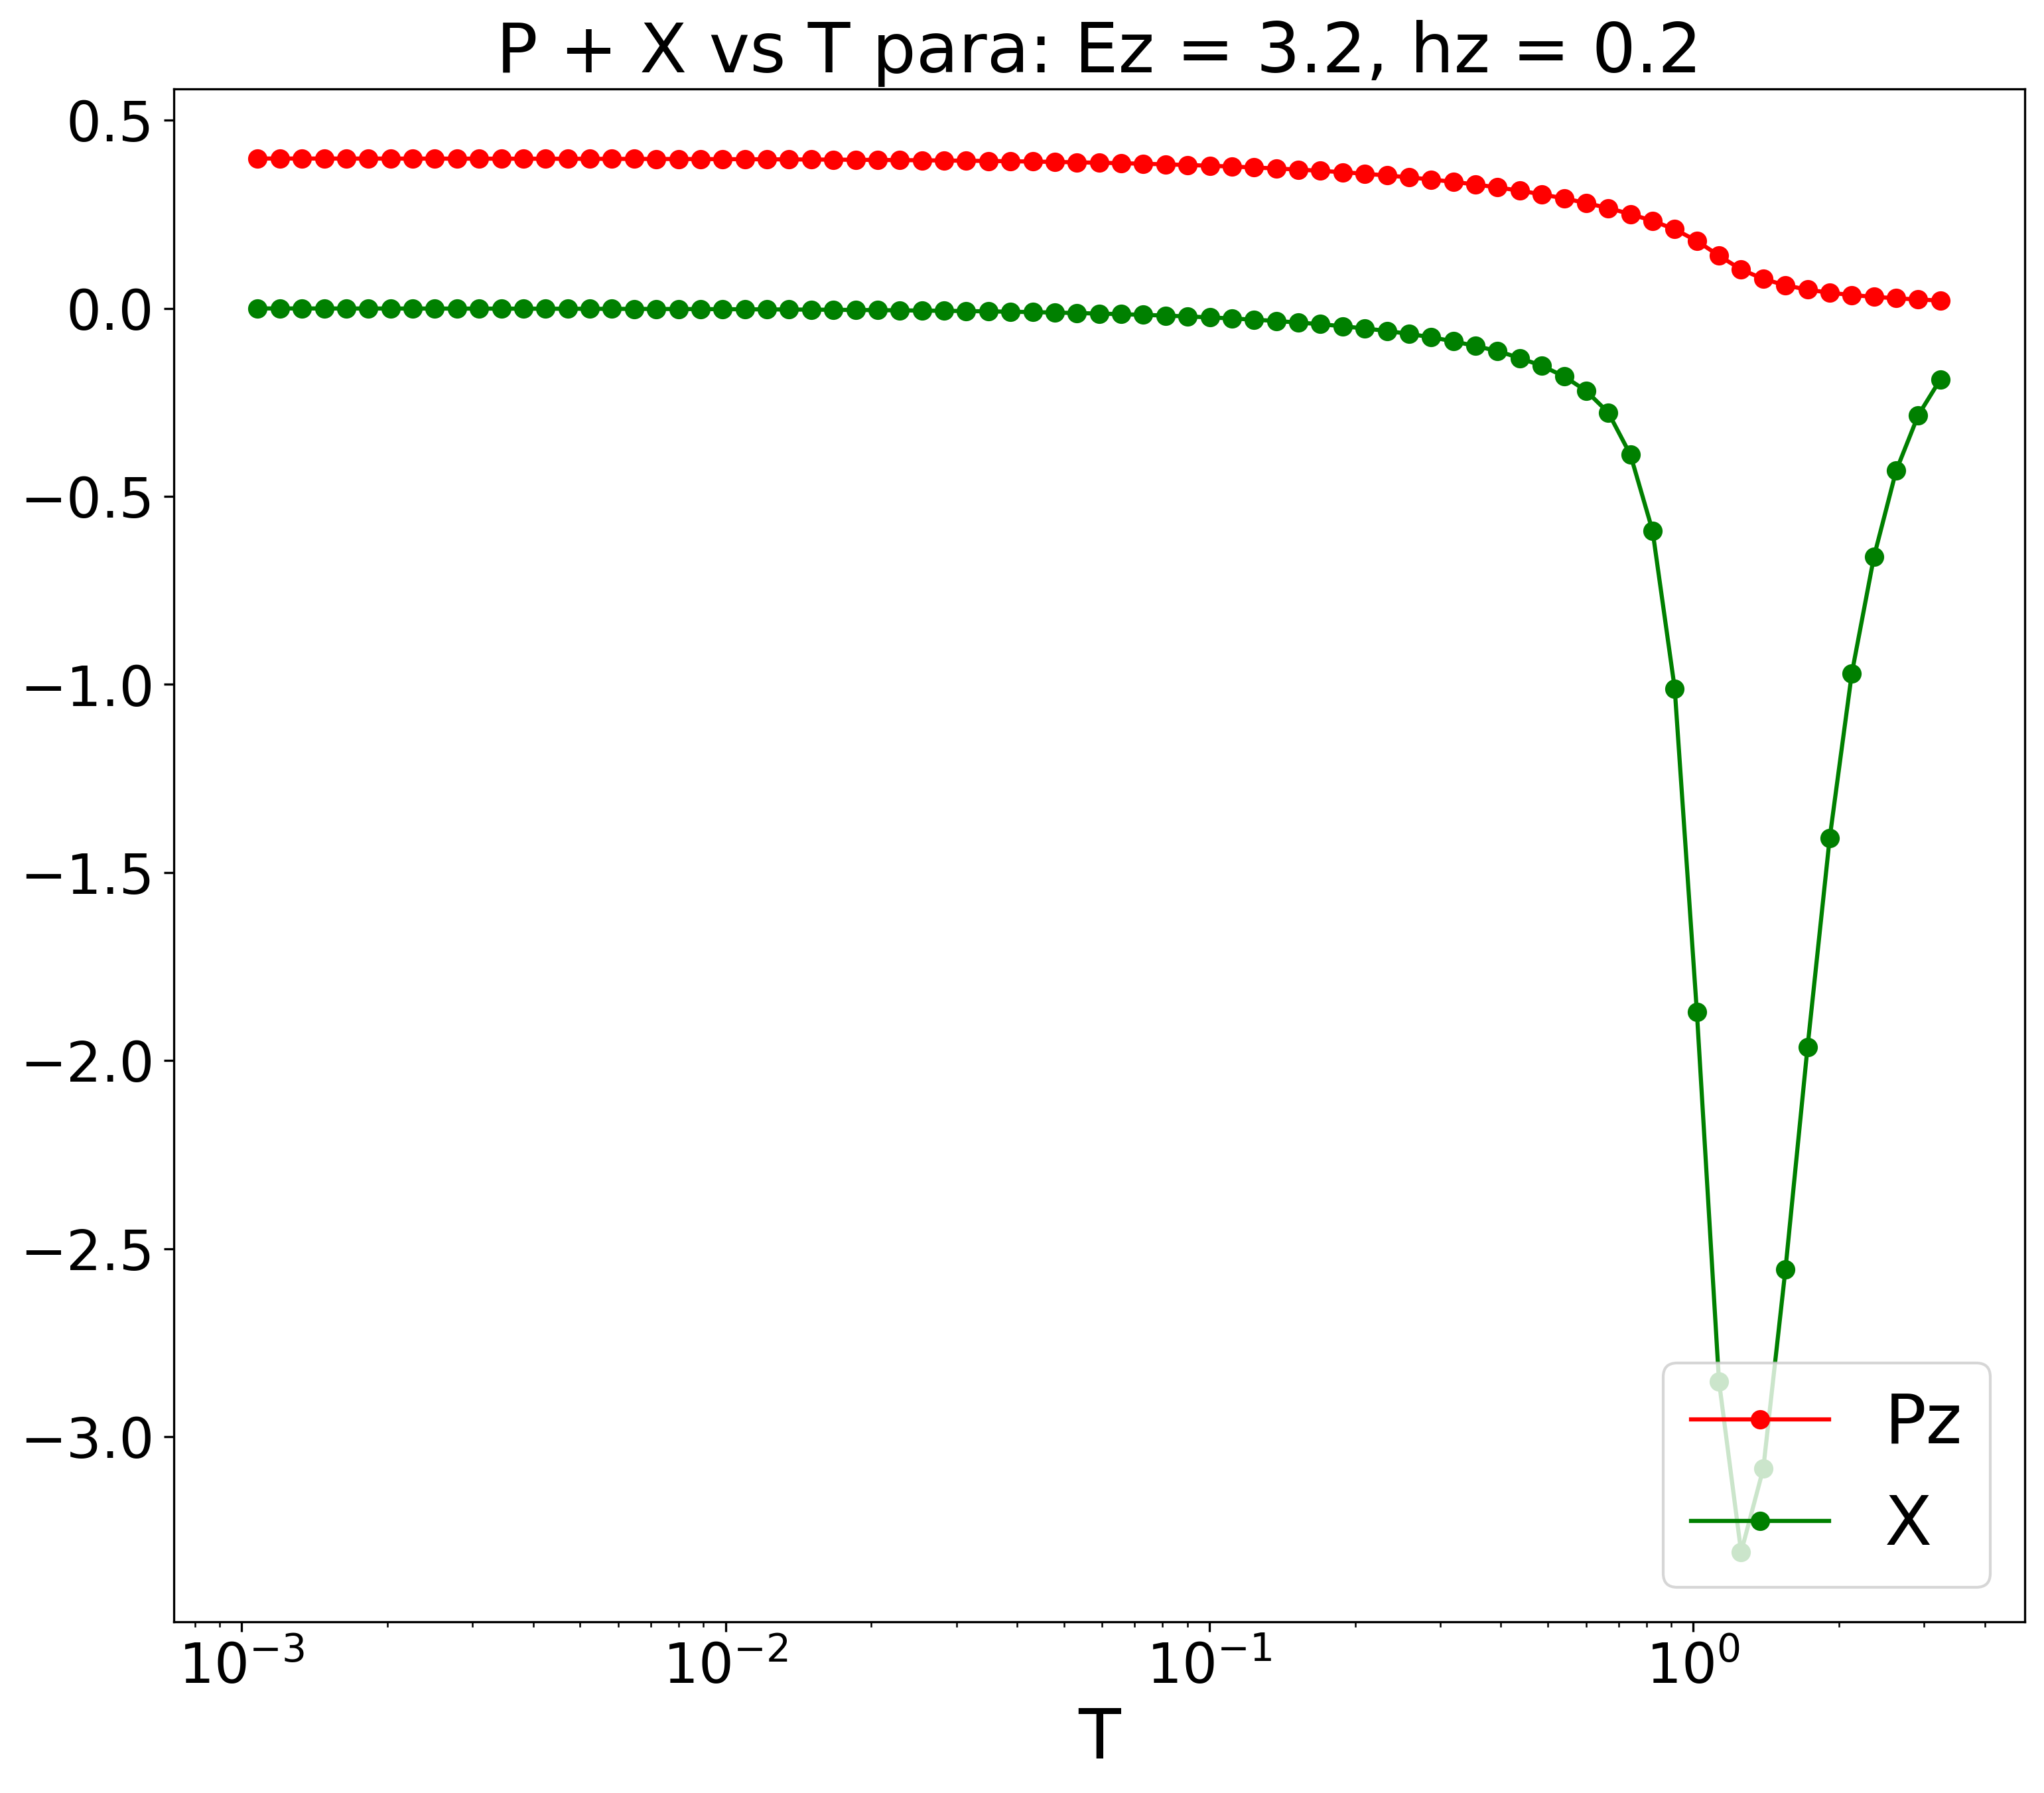 P + X vs T para: Ez = 3.2, hz = 0.2
0.5
0.0
−0.5
−1.0
−1.5
−2.0
−2.5
−3.0
Pz
X
10⁻³ 10⁻² 10⁻¹ 10⁰
T